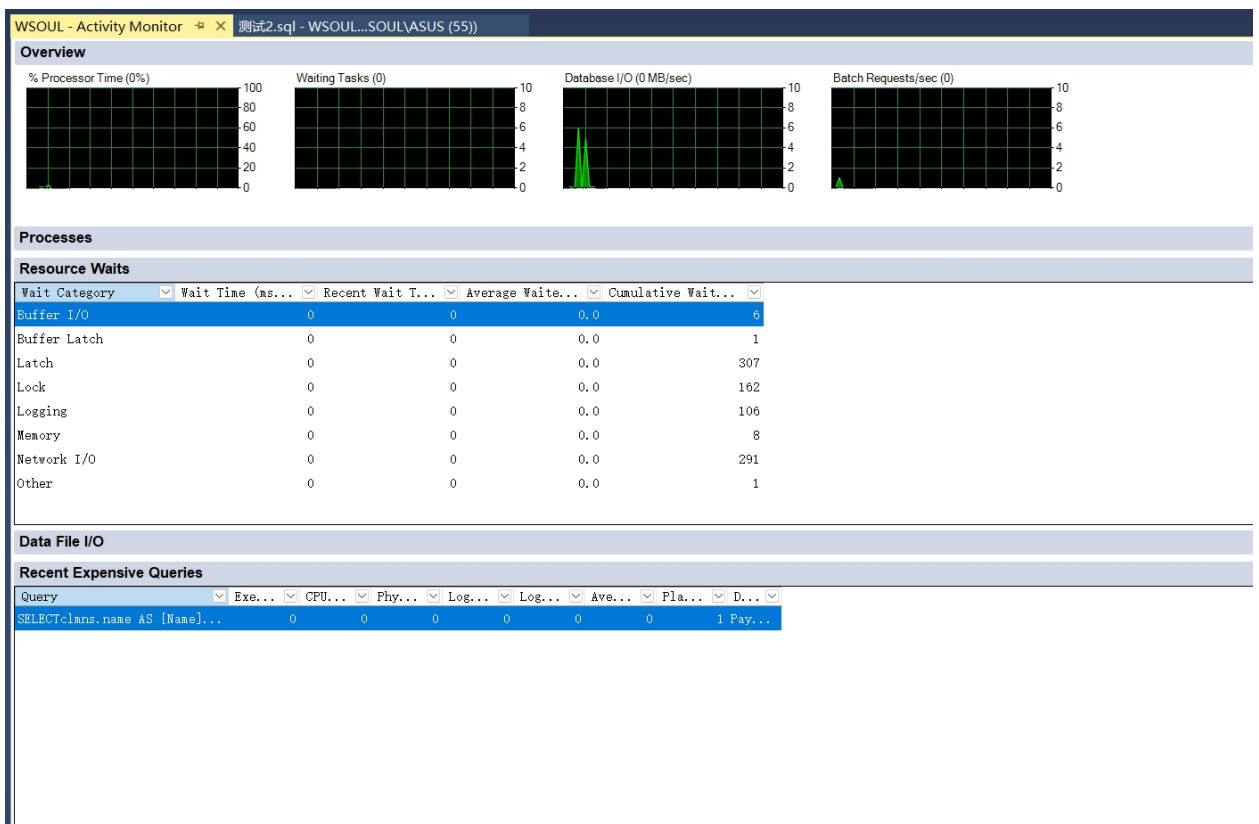 WSOUL - Activity Monitor 测试2.sql - WSOUL...SOUL\ASUS (55))
Overview
% Processor Time (0%) Waiting Tasks (0) Database I/O (0 MB/sec) Batch Requests/sec (0)
100 10 10 10
80 8 8 8
60 6 6 6
40 4 4 4
20 2 2 2
0 0 0 0
Processes
Resource Waits
Wait Category Wait Time (ms... Recent Wait T... Average Waite... Cumulative Wait...
Buffer I/O 0 0 0.0 6
Buffer Latch 0 0 0.0 1
Latch 0 0 0.0 307
Lock 0 0 0.0 162
Logging 0 0 0.0 106
Memory 0 0 0.0 8
Network I/O 0 0 0.0 291
Other 0 0 0.0 1
Data File I/O
Recent Expensive Queries
Query Exe... CPU... Phy... Log... Log... Ave... Pla... D...
SELECTclmns.name AS [Name]... 0 0 0 0 0 0 1 Pay...